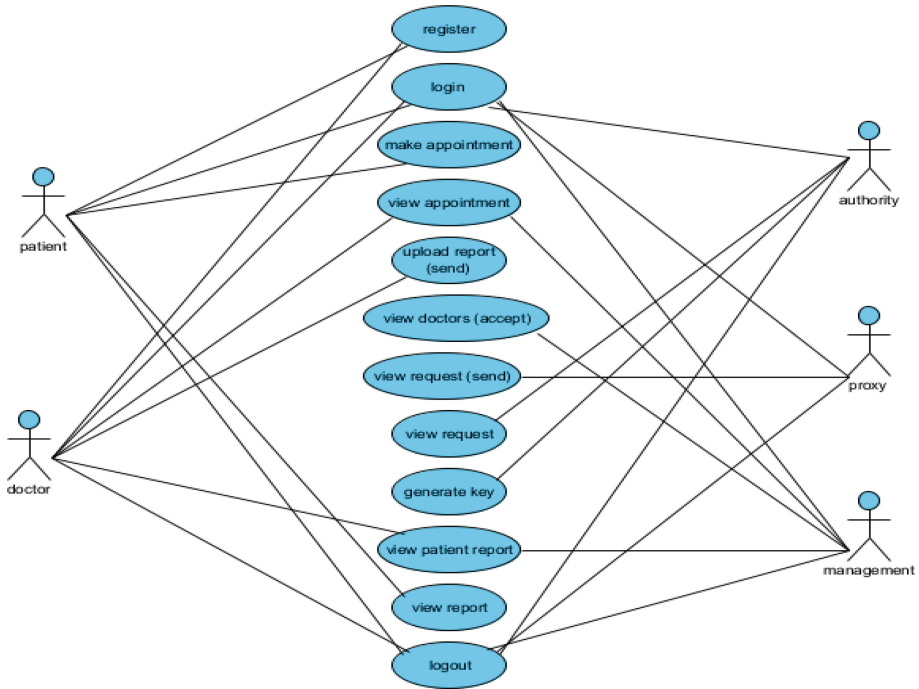 register
login
make appointment
view appointment
upload report
(send)
view doctors (accept)
view request (send)
view request
generate key
view patient report
view report
logout
patient
doctor
authority
proxy
management